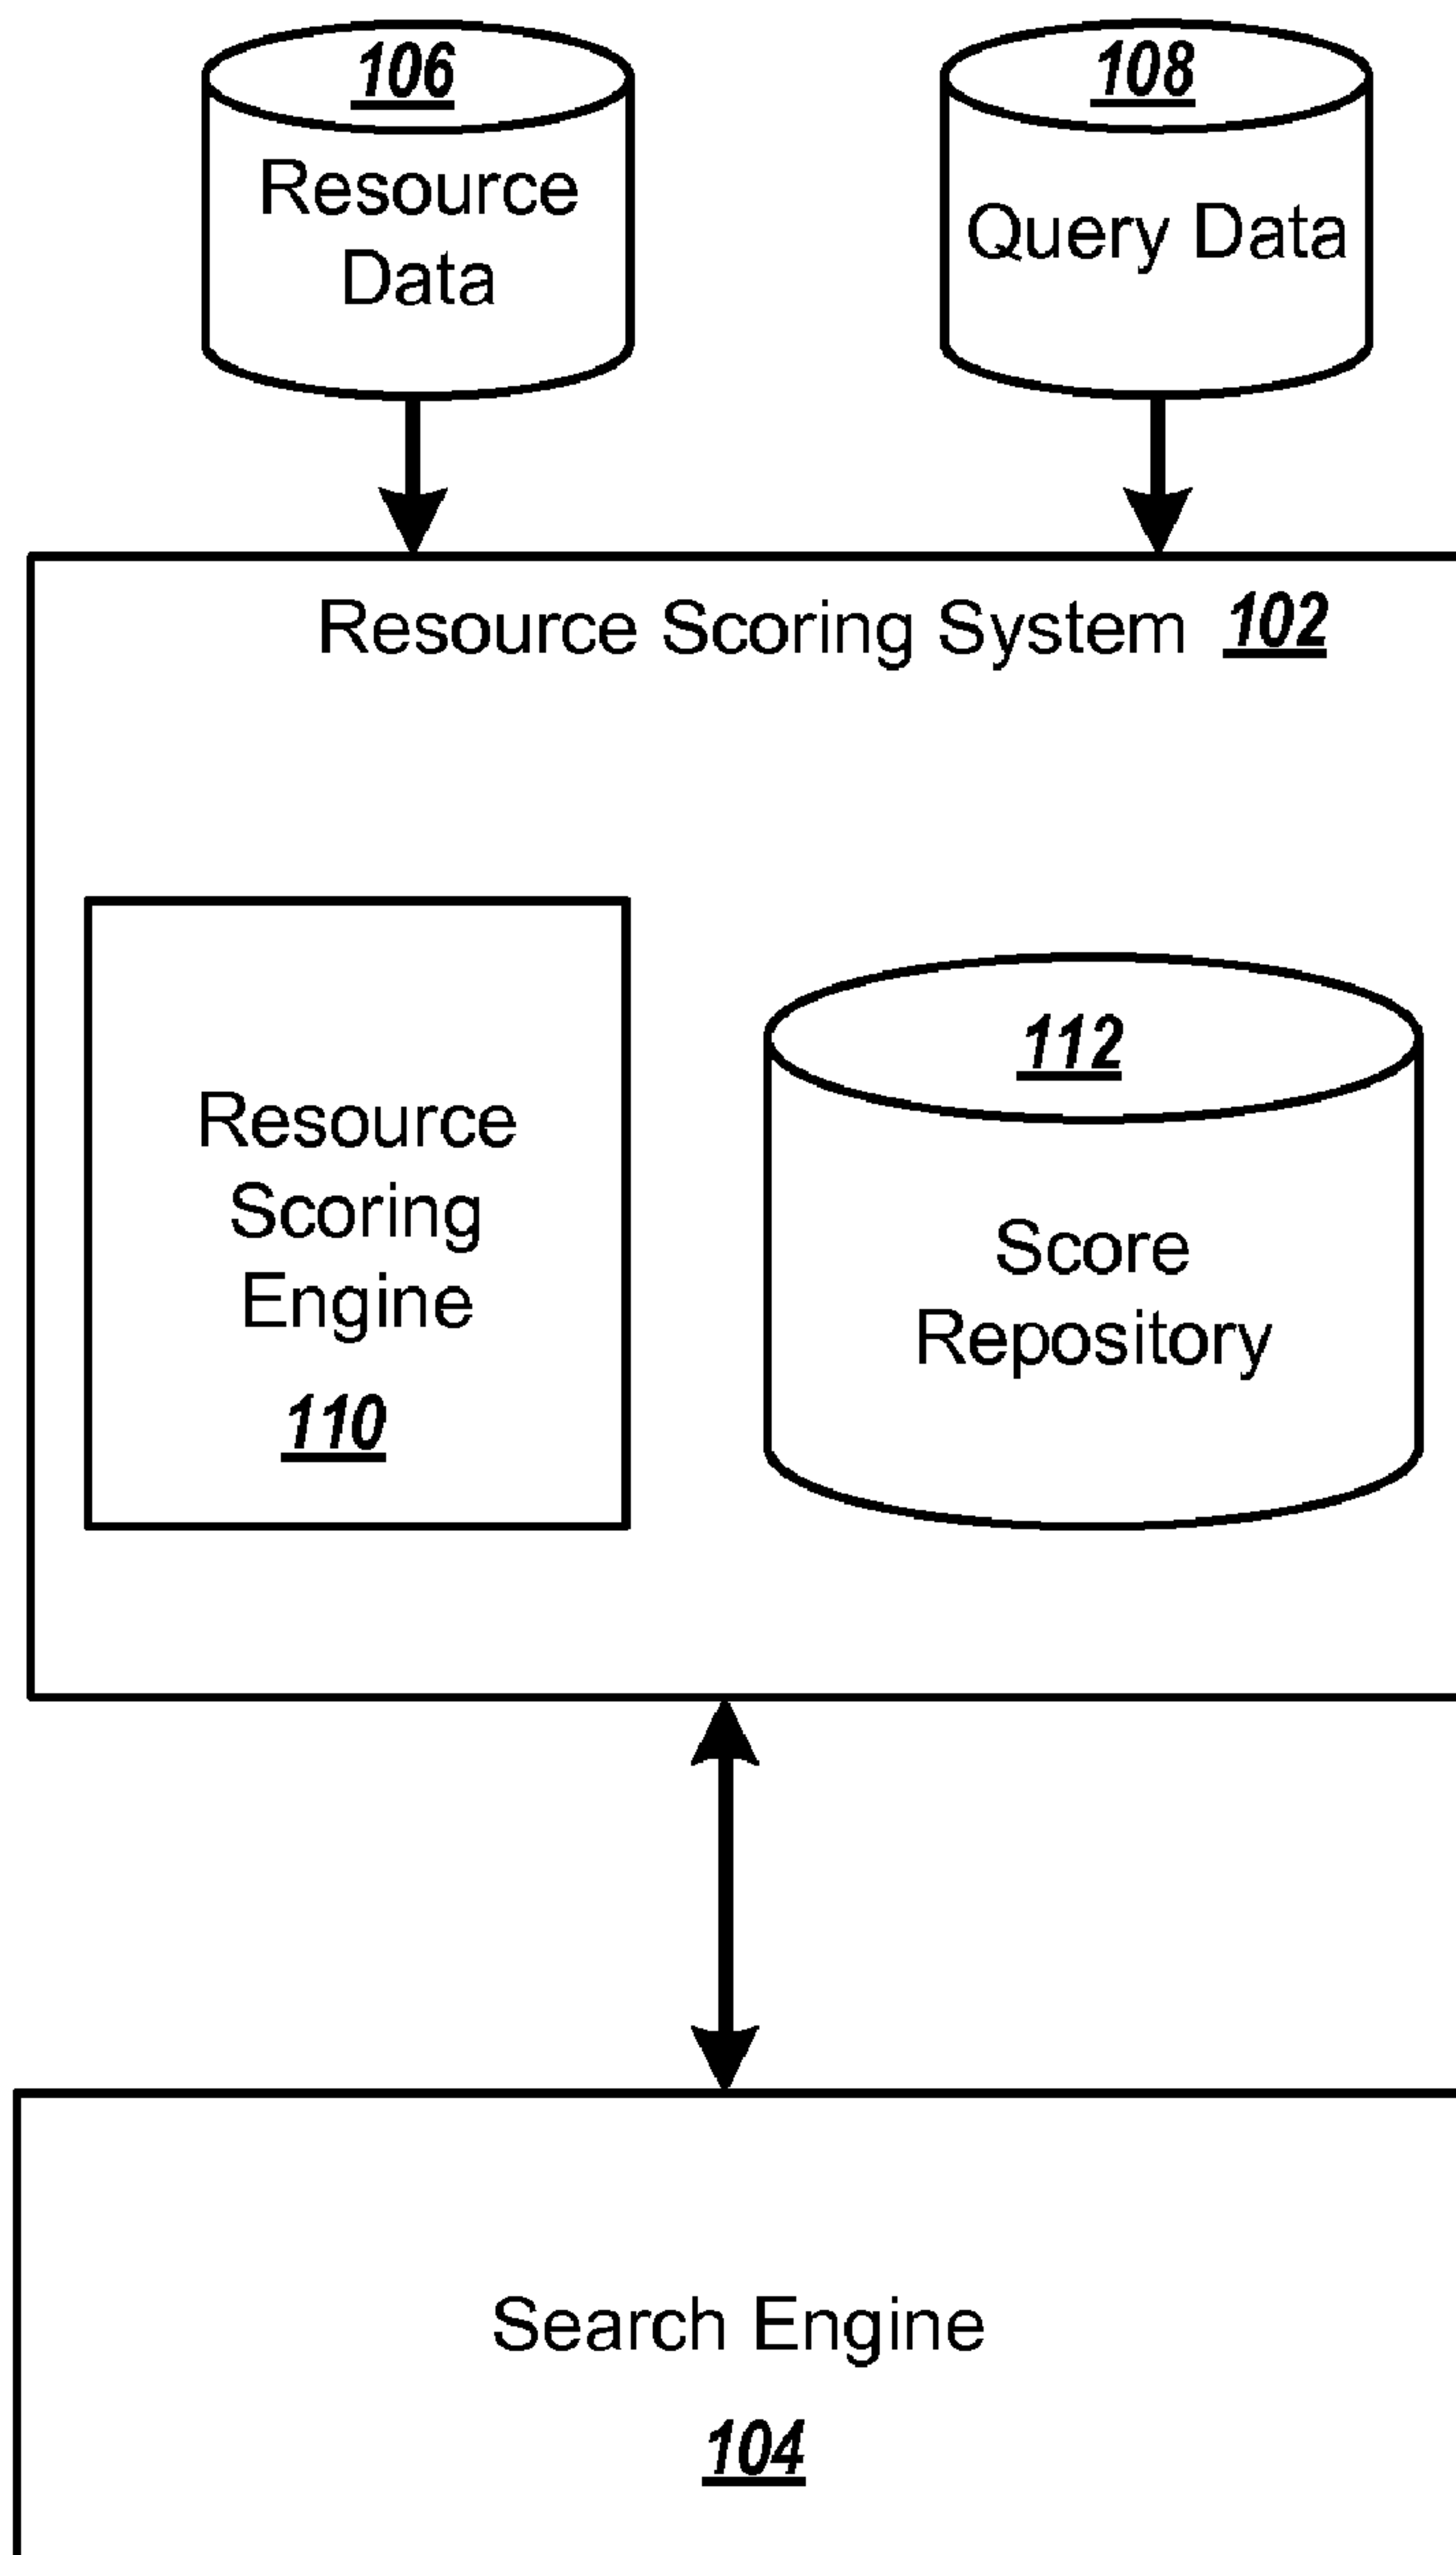 106
Resource
Data
108
Query Data
Resource Scoring System 102
Resource
Scoring
Engine
110
112
Score
Repository
Search Engine
104